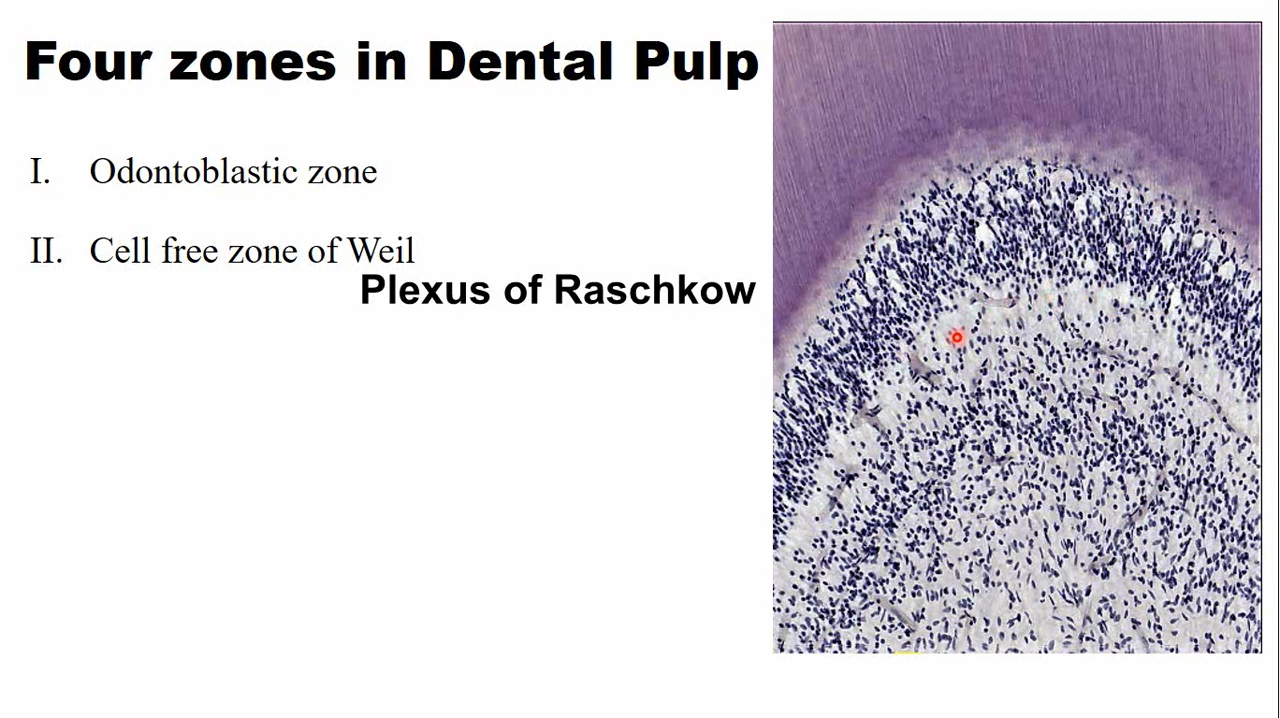 Four zones in Dental Pulp
I. Odontoblastic zone
II. Cell free zone of Weil
Plexus of Raschkow